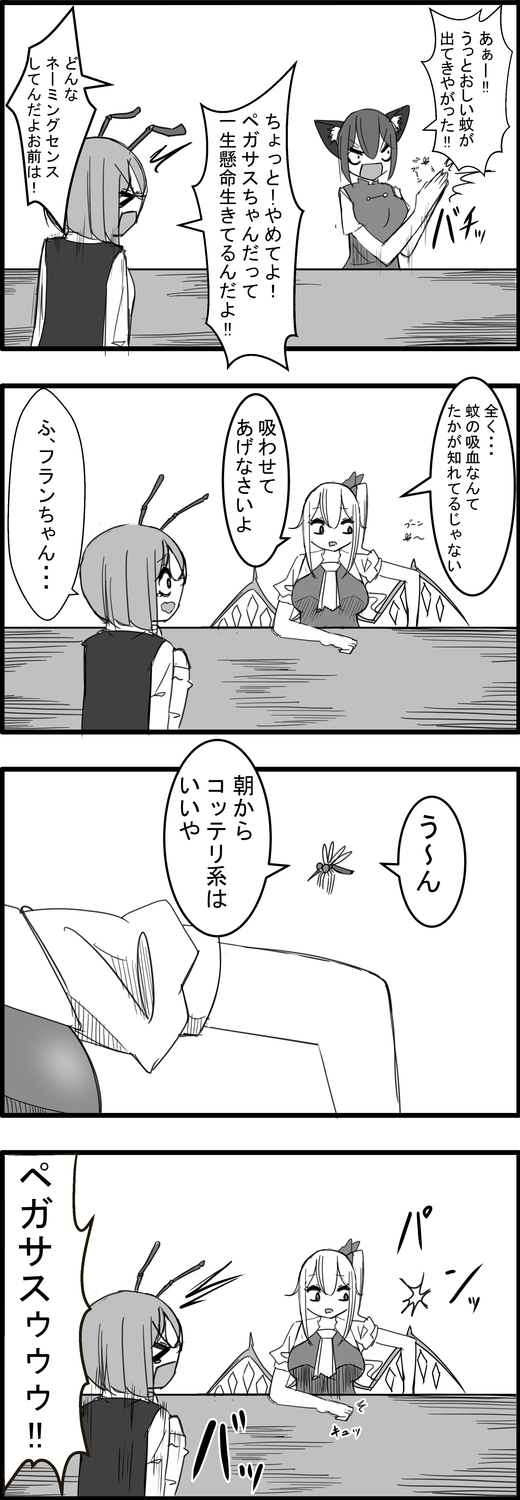 あぁー!!
うっとおしい蚊が
出てきやがった!!
バチッ
ちょっと!やめてよ!
ペガサスちゃんだって
一生懸命生きてるんだよ!!
どんな
ネーミングセンス
してんだよお前は!
全く・・・
蚊の吸血なんて
たかが知れてるじゃない
ブーン
吸わせて
あげなさいよ
ふ、フランちゃん・・・
う〜ん
朝から
コッテリ系は
いいや
パンッ
キュッ
バッ
ペガサスゥゥゥ!!